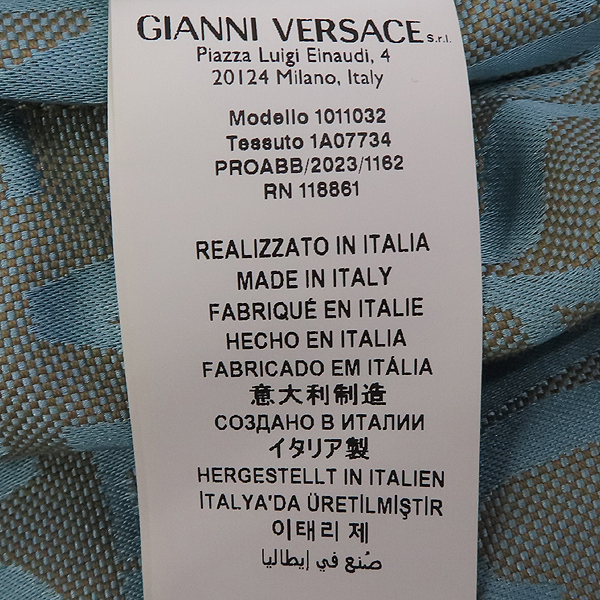 GIANNI VERSACE s.r.l.
Piazza Luigi Einaudi, 4
20124 Milano, Italy
Modello 1011032
Tessuto 1A07734
PROABB/2023/1162
RN 118861
REALIZZATO IN ITALIA
MADE IN ITALY
FABRIQUÉ EN ITALIE
HECHO EN ITALIA
FABRICADO EM ITÁLIA
意大利制造
СОЗДАНО В ИТАЛИИ
イタリア製
HERGESTELLT IN ITALIEN
İTALYA'DA ÜRETİLMİŞTİR
이태리 제
صُنع في إيطاليا